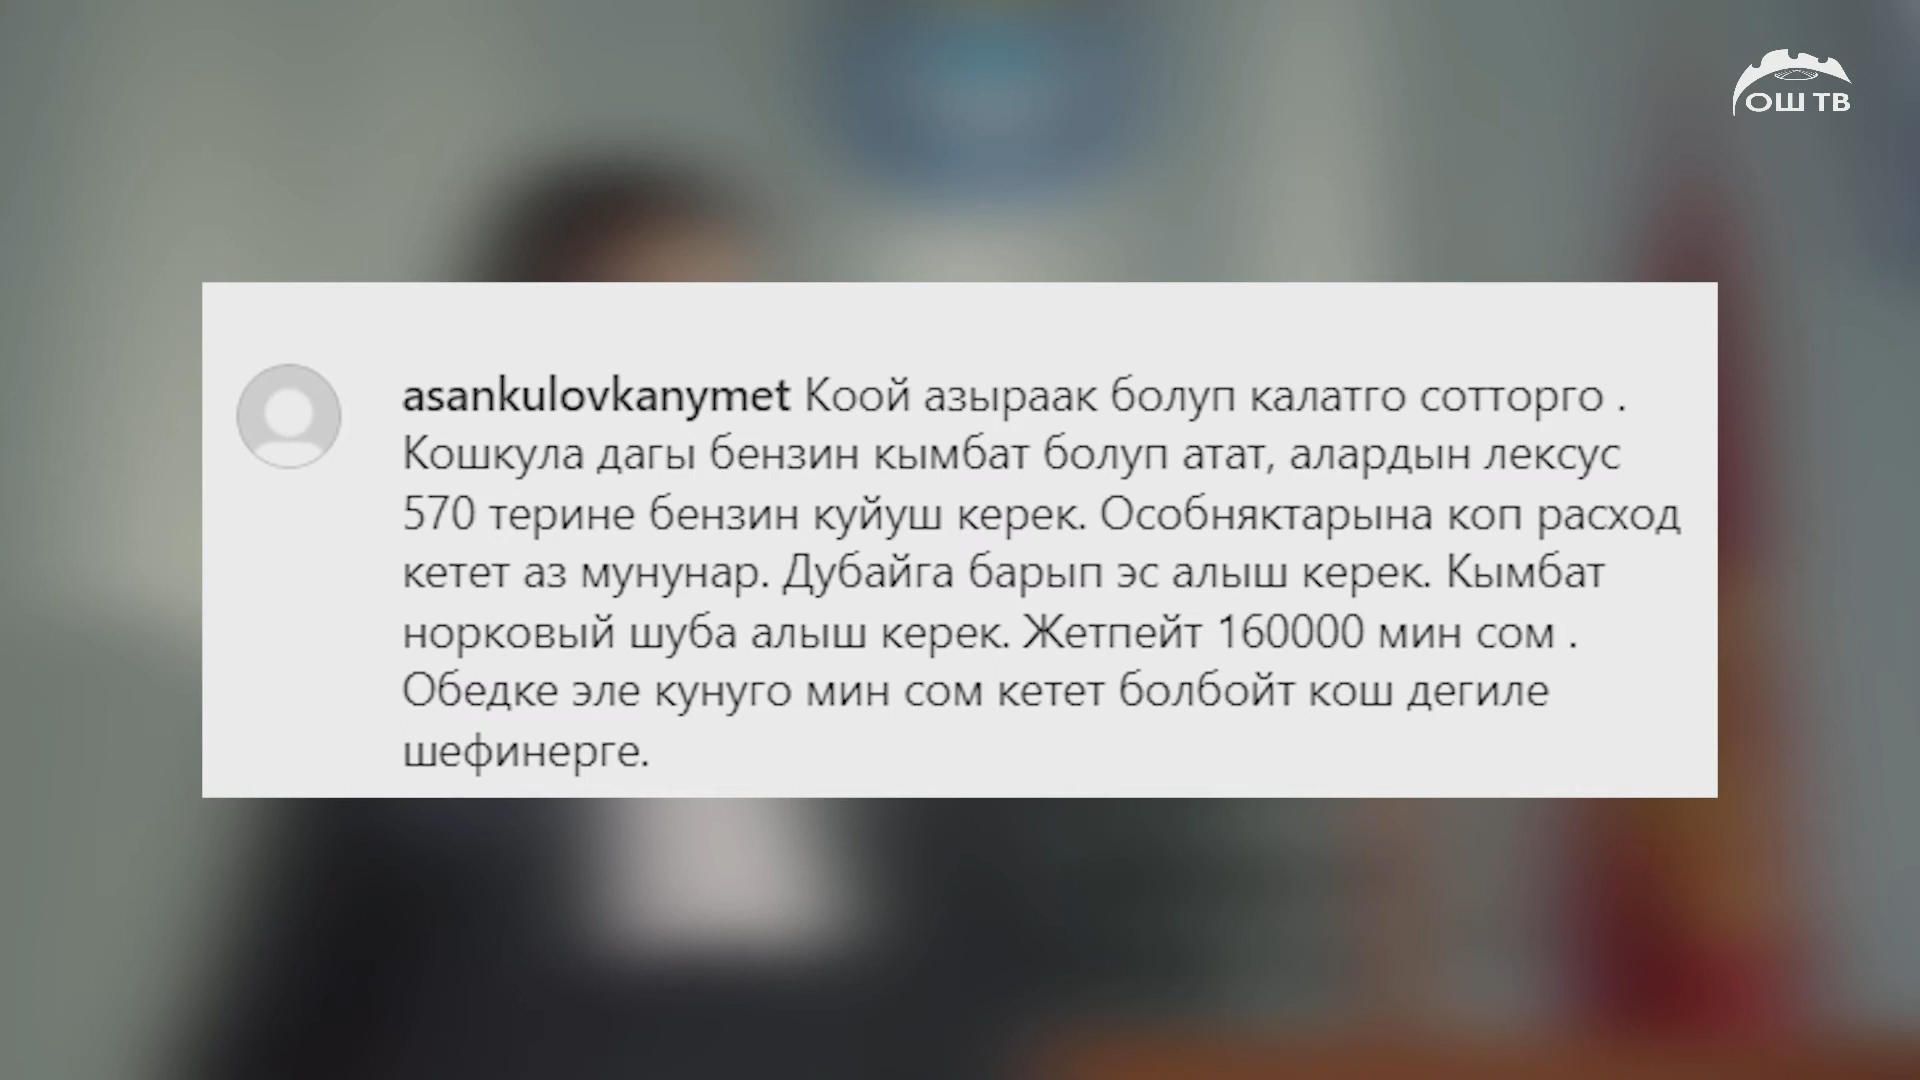 ОШ ТВ
asankulovkanymet Коой азыраак болуп калатго сотторго .
Кошкула дагы бензин кымбат болуп атат, алардын лексус
570 терине бензин куйуш керек. Особняктарына коп расход
кетет аз мунунар. Дубайга барып эс алыш керек. Кымбат
норковый шуба алыш керек. Жетпейт 160000 мин сом .
Обедке эле кунуго мин сом кетет болбойт кош дегиле
шефинерге.